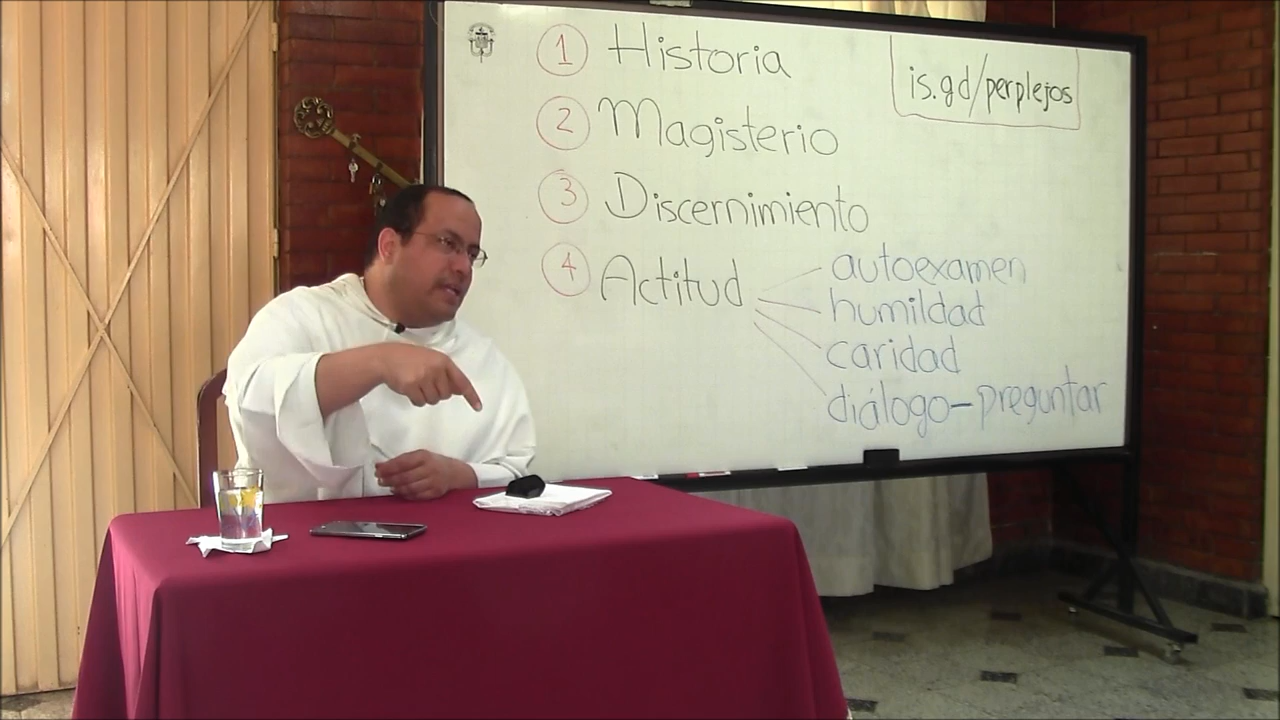 1 Historia
is.gd/perplejos
2 Magisterio
3 Discernimiento
4 Actitud
autoexamen
humildad
caridad
diálogo-preguntar